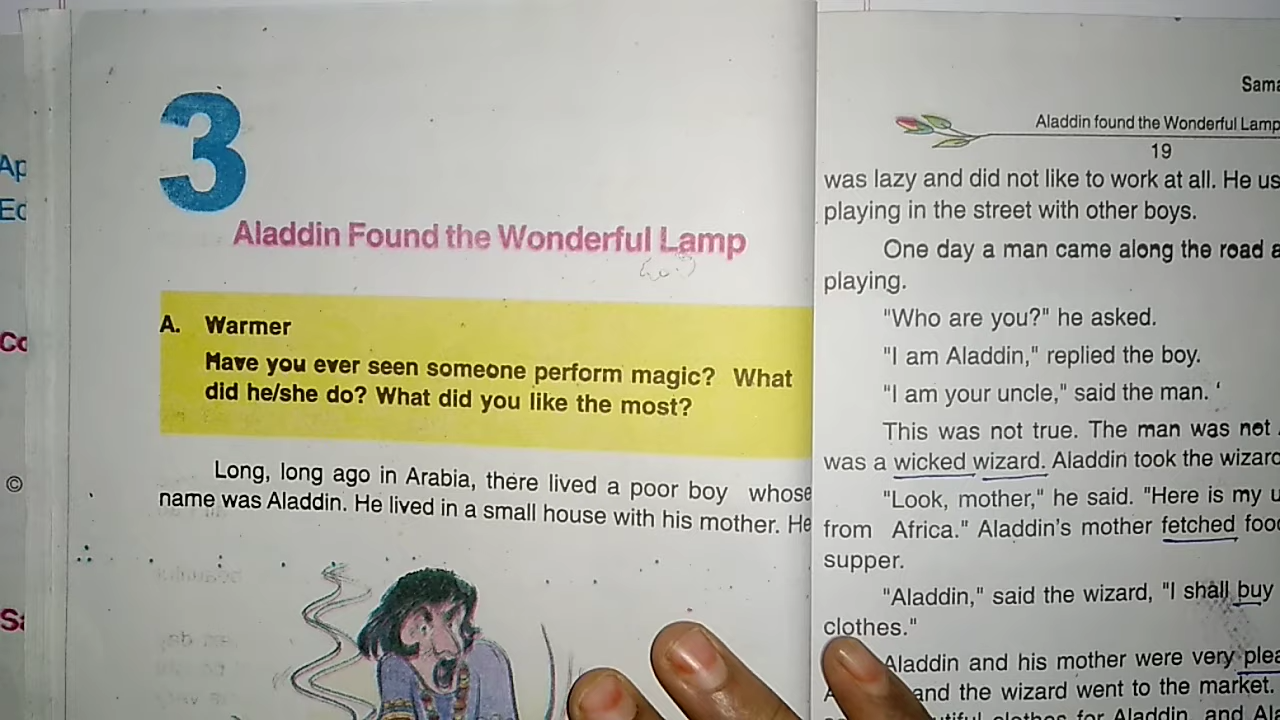 3
Aladdin Found the Wonderful Lamp
A. Warmer
Have you ever seen someone perform magic? What
did he/she do? What did you like the most?
Long, long ago in Arabia, there lived a poor boy whose
name was Aladdin. He lived in a small house with his mother. He
Aladdin found the Wonderful Lamp
19
was lazy and did not like to work at all. He
playing in the street with other boys.
One day a man came along the road
playing.
"Who are you?" he asked.
"I am Aladdin," replied the boy.
"I am your uncle," said the man.
This was not true. The man was not
was a wicked wizard. Aladdin took the
"Look, mother," he said. "Here is my
from Africa." Aladdin's mother fetched
supper.
"Aladdin," said the wizard, "I shall buy
clothes."
Aladdin and his mother were very
and the wizard went to the market.
clothes for Aladdin, and